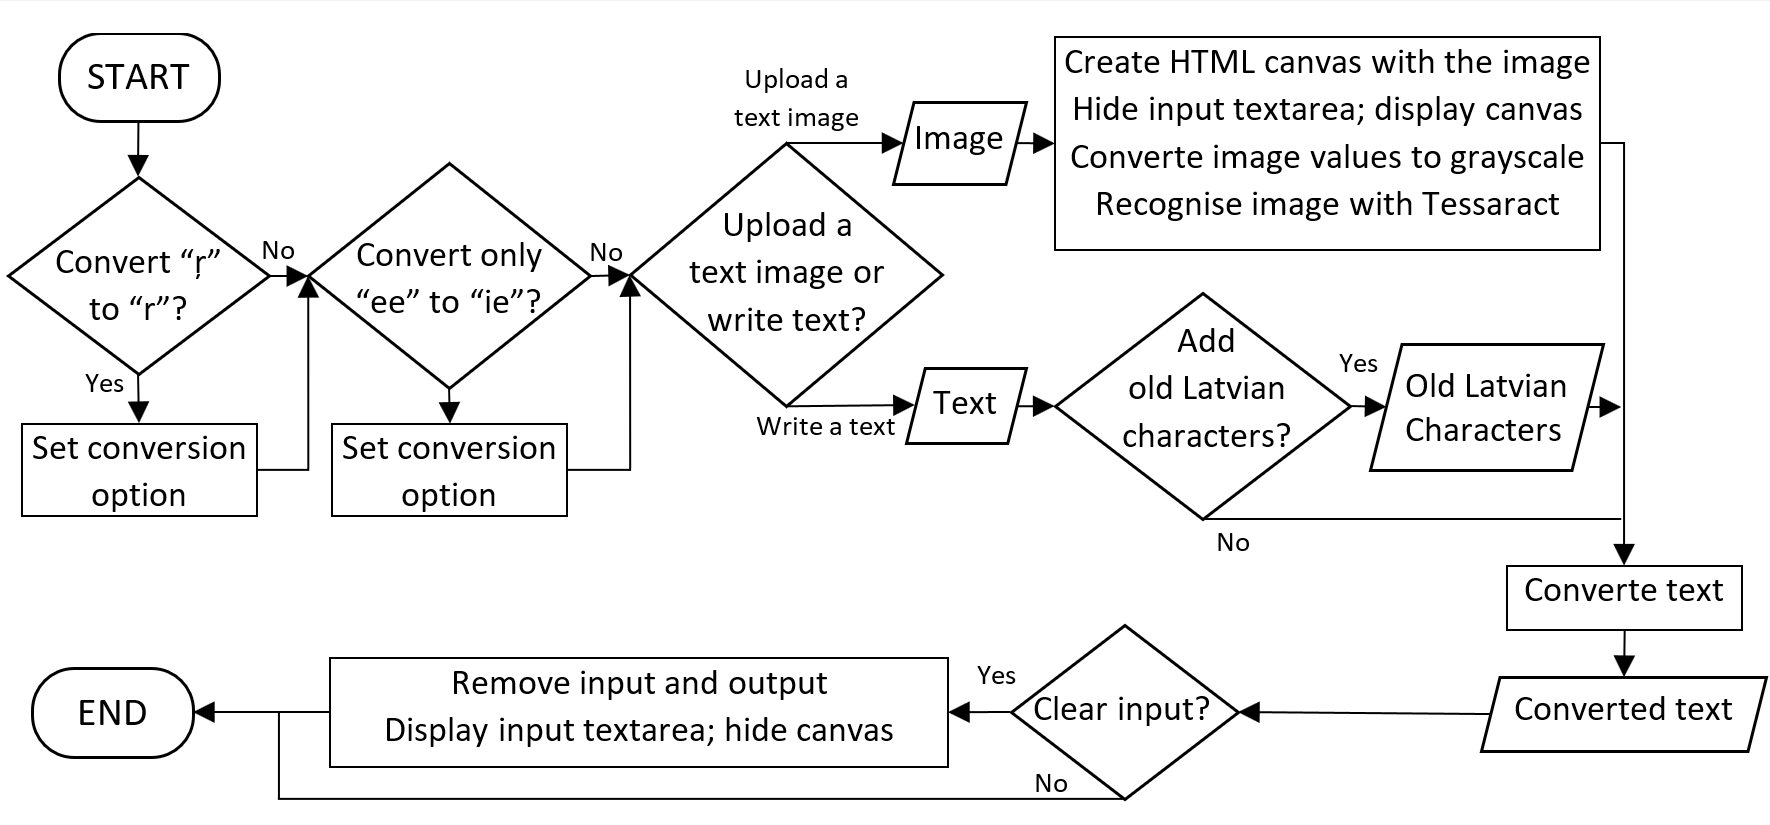 START
Convert “ŗ”
to “r”?
No
Yes
Set conversion
option
Convert only
“ee” to “ie”?
No
Set conversion
option
Upload a
text image or
write text?
Upload a
text image
Image
Create HTML canvas with the image
Hide input textarea; display canvas
Converte image values to grayscale
Recognise image with Tessaract
Write a text
Text
Add
old Latvian
characters?
Yes
Old Latvian
Characters
No
Converte text
Converted text
Clear input?
Yes
Remove input and output
Display input textarea; hide canvas
No
END